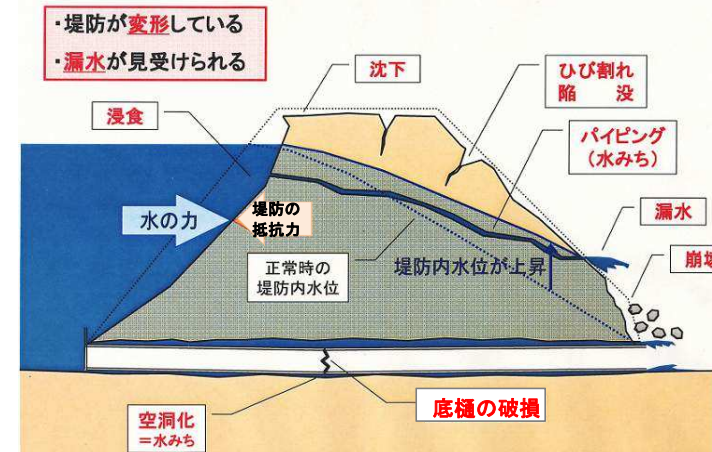 ・堤防が変形している
・漏水が見受けられる
沈下
ひび割れ
陥　没
浸食
パイピング
（水みち）
漏水
水の力
堤防の
抵抗力
正常時の
堤防内水位
堤防内水位が上昇
崩壊
空洞化
＝水みち
底樋の破損